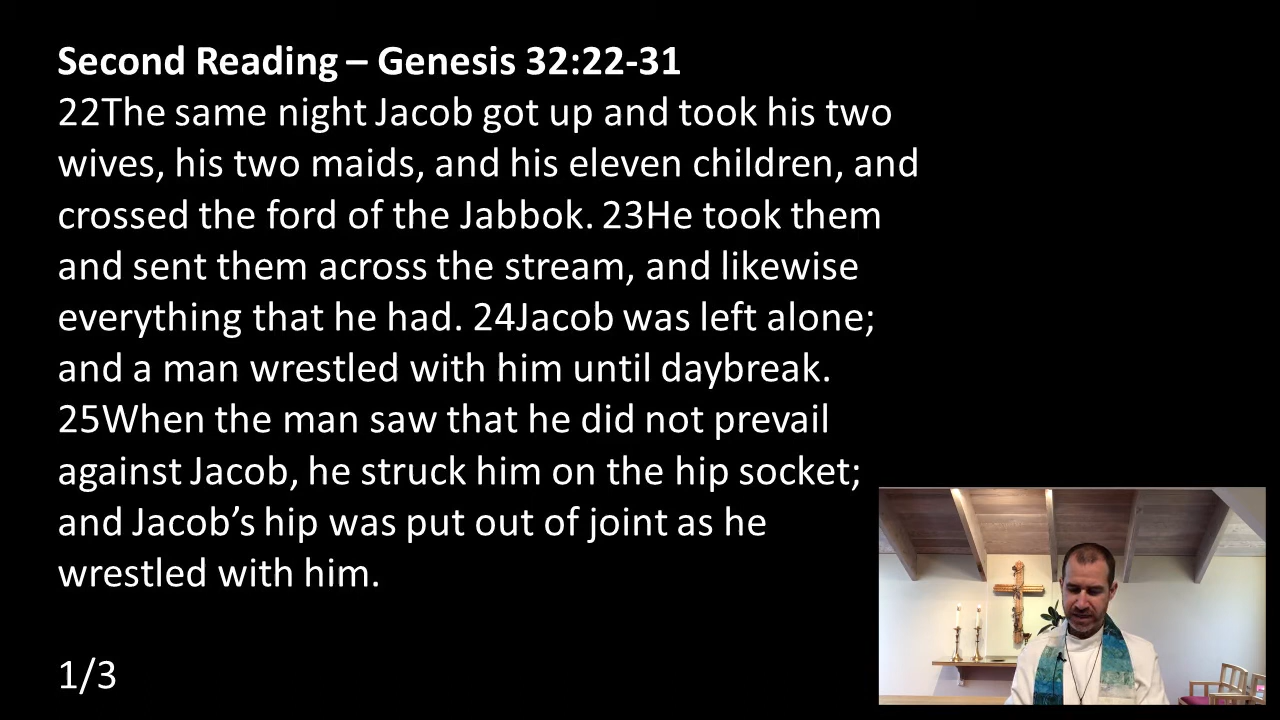 Second Reading – Genesis 32:22-31
22The same night Jacob got up and took his two
wives, his two maids, and his eleven children, and
crossed the ford of the Jabbok. 23He took them
and sent them across the stream, and likewise
everything that he had. 24Jacob was left alone;
and a man wrestled with him until daybreak.
25When the man saw that he did not prevail
against Jacob, he struck him on the hip socket;
and Jacob’s hip was put out of joint as he
wrestled with him.
1/3